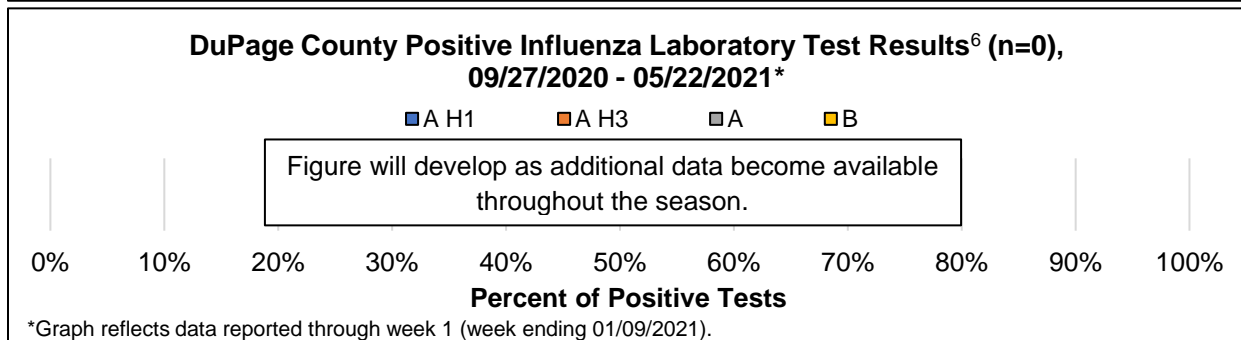 DuPage County Positive Influenza Laboratory Test Results⁶ (n=0),
09/27/2020 - 05/22/2021*
A H1 A H3 A B
Figure will develop as additional data become available
throughout the season.
0% 10% 20% 30% 40% 50% 60% 70% 80% 90% 100%
Percent of Positive Tests
*Graph reflects data reported through week 1 (week ending 01/09/2021).